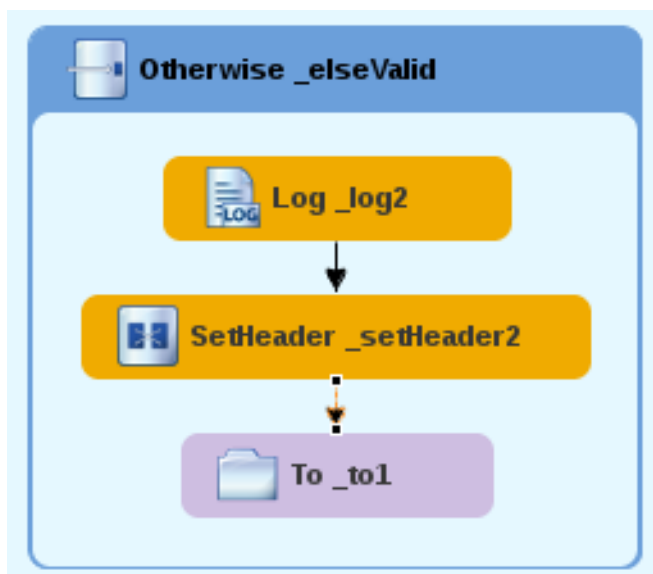 Otherwise _elseValid
Log _log2
LOG
SetHeader _setHeader2
To _to1